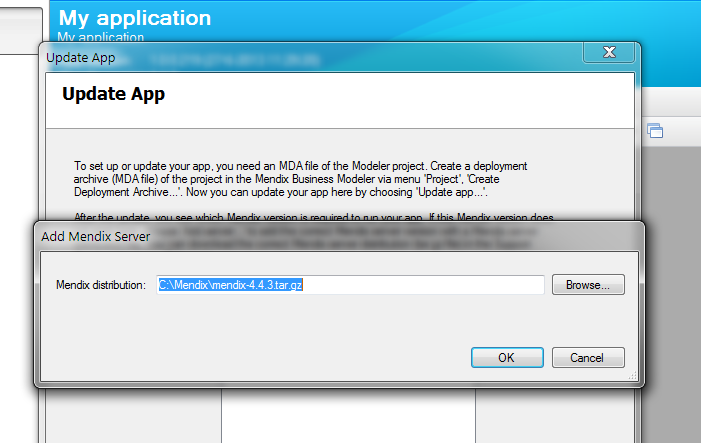 My application
My application
Update App
Update App
To set up or update your app, you need an MDA file of the Modeler project. Create a deployment
archive (MDA file) of the project in the Mendix Business Modeler via menu 'Project', 'Create
Deployment Archive...'. Now you can update your app here by choosing 'Update app...'.
After the update, you see which Mendix version is required to run your app. If this Mendix version does
Add Mendix Server
Mendix distribution:
C:\Mendix\mendix-4.4.3.tar.gz
Browse...
OK
Cancel